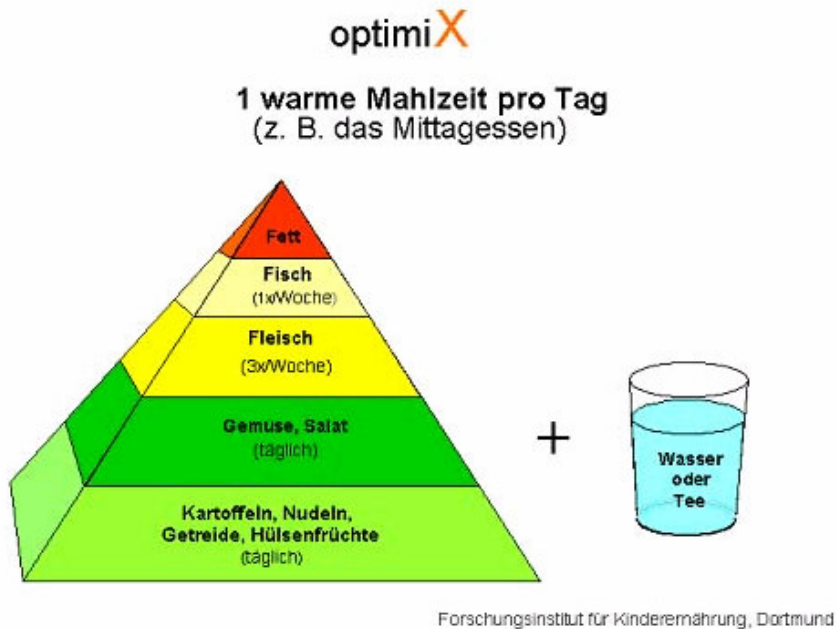 optimiX
1 warme Mahlzeit pro Tag
(z. B. das Mittagessen)
Fett
Fisch
(1x/Woche)
Fleisch
(3x/Woche)
Gemuse, Salat
(täglich)
Kartoffeln, Nudeln,
Getreide, Hülsenfrüchte
(täglich)
+
Wasser
oder
Tee
Forschungsinstitut für Kinderernährung, Dortmund